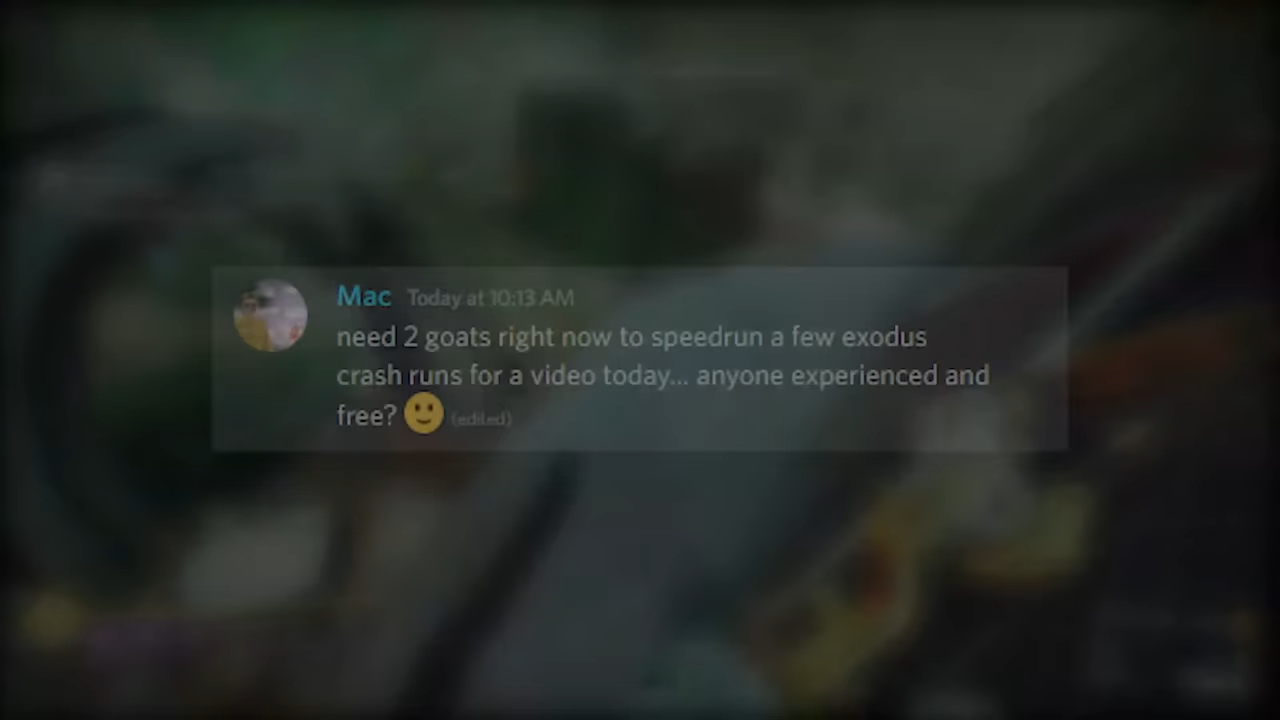 Mac Today at 10:13 AM
need 2 goats right now to speedrun a few exodus
crash runs for a video today... anyone experienced and
free? 🙂 (edited)